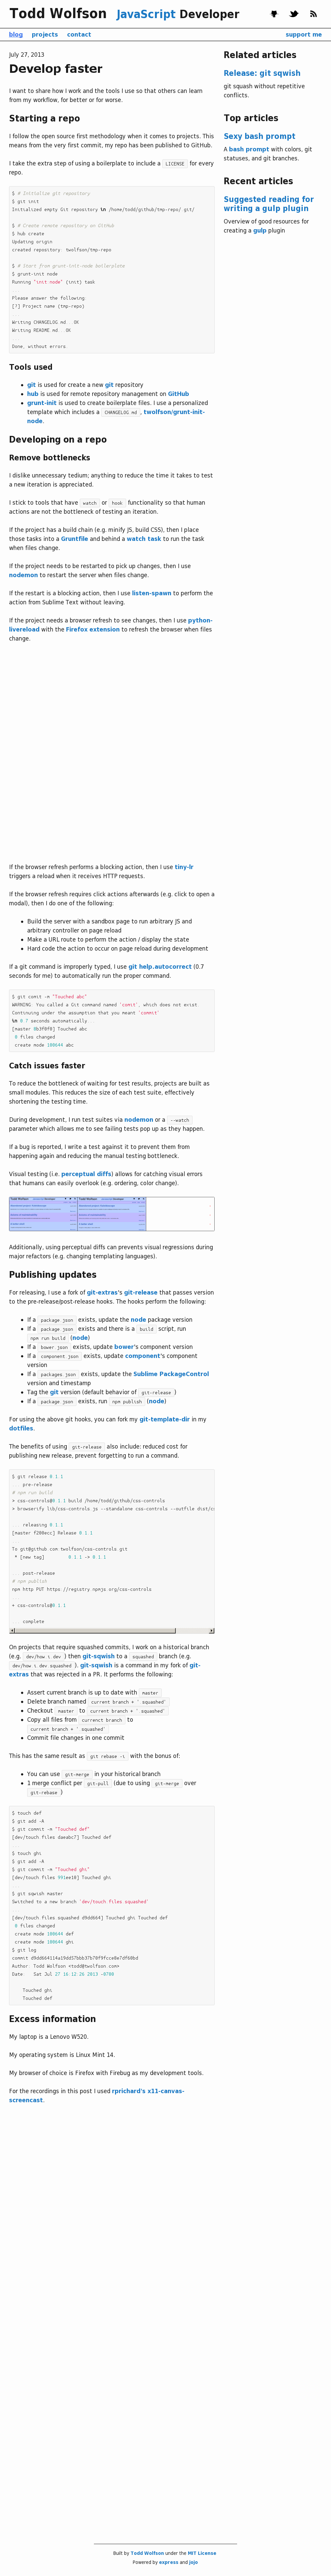 Todd Wolfson JavaScript Developer
blog projects contact support me
July 27, 2013
Develop faster
I want to share how I work and the tools I use so that others can learn
from my workflow, for better or for worse.
Starting a repo
I follow the open source first methodology when it comes to projects. This
means from the very first commit, my repo has been published to GitHub.
I take the extra step of using a boilerplate to include a LICENSE for every
repo.
$ # Initialize git repository
$ git init
Initialized empty Git repository in /home/todd/github/tmp-repo/.git/
$ # Create remote repository on GitHub
$ hub create
Updating origin
created repository: twolfson/tmp-repo
$ # Start from grunt-init-node boilerplate
$ grunt-init node
Running "init:node" (init) task
Please answer the following:
[?] Project name (tmp-repo)
Writing CHANGELOG.md...OK
Writing README.md...OK
Done, without errors.
Tools used
git is used for create a new git repository
hub is used for remote repository management on GitHub
grunt-init is used to create boilerplate files. I use a personalized
template which includes a CHANGELOG.md, twolfson/grunt-init-
node.
Developing on a repo
Remove bottlenecks
I dislike unnecessary tedium; anything to reduce the time it takes to test
a new iteration is appreciated.
I stick to tools that have watch or hook functionality so that human
actions are not the bottleneck of testing an iteration.
If the project has a build chain (e.g. minify JS, build CSS), then I place
those tasks into a Gruntfile and behind a watch task to run the task
when files change.
If the project needs to be restarted to pick up changes, then I use
nodemon to restart the server when files change.
If the restart is a blocking action, then I use listen-spawn to perform the
action from Sublime Text without leaving.
If the project needs a browser refresh to see changes, then I use python-
livereload with the Firefox extension to refresh the browser when files
change.
If the browser refresh performs a blocking action, then I use tiny-lr
triggers a reload when it receives HTTP requests.
If the browser refresh requires click actions afterwards (e.g. click to open a
modal), then I do one of the following:
Build the server with a sandbox page to run arbitrary JS and
arbitrary controller on page reload
Make a URL route to perform the action / display the state
Hard code the action to occur on page reload during development
If a git command is improperly typed, I use git help.autocorrect (0.7
seconds for me) to automatically run the proper command.
$ git comit -m "Touched abc"
WARNING: You called a Git command named 'comit', which does not exist.
Continuing under the assumption that you meant 'commit'
in 0.7 seconds automatically...
[master 0b3f0f0] Touched abc
0 files changed
create mode 100644 abc
Catch issues faster
To reduce the bottleneck of waiting for test results, projects are built as
small modules. This reduces the size of each test suite, effectively
shortening the testing time.
During development, I run test suites via nodemon or a --watch
parameter which allows me to see failing tests pop up as they happen.
If a bug is reported, I write a test against it to prevent them from
happening again and reducing the manual testing bottleneck.
Visual testing (i.e. perceptual diffs) allows for catching visual errors
that humans can easily overlook (e.g. ordering, color change).
Additionally, using perceptual diffs can prevent visual regressions during
major refactors (e.g. changing templating languages).
Publishing updates
For releasing, I use a fork of git-extras's git-release that passes version
to the pre-release/post-release hooks. The hooks perform the following:
If a package.json exists, update the node package version
If a package.json exists and there is a build script, run
npm run build (node)
If a bower.json exists, update bower's component version
If a component.json exists, update component's component
version
If a packages.json exists, update the Sublime PackageControl
version and timestamp
Tag the git version (default behavior of git-release)
If a package.json exists, run npm publish (node)
For using the above git hooks, you can fork my git-template-dir in my
dotfiles.
The benefits of using git-release also include: reduced cost for
publishing new release, prevent forgetting to run a command.
$ git release 0.1.1
... pre-release
# npm run build
> css-controls@0.1.1 build /home/todd/github/css-controls
> browserify lib/css-controls.js --standalone css-controls --outfile dist/cs
... releasing 0.1.1
[master f268ecc] Release 0.1.1
To git@github.com:twolfson/css-controls.git
* [new tag] 0.1.1 -> 0.1.1
... post-release
# npm publish
npm http PUT https://registry.npmjs.org/css-controls
+ css-controls@0.1.1
... complete
On projects that require squashed commits, I work on a historical branch
(e.g. dev/how.i.dev) then git-sqwish to a .squashed branch (e.g.
dev/how.i.dev.squashed). git-sqwish is a command in my fork of git-
extras that was rejected in a PR. It performs the following:
Assert current branch is up to date with master
Delete branch named current branch + '.squashed'
Checkout master to current branch + '.squashed'
Copy all files from currenct branch to
current branch + '.squashed'
Commit file changes in one commit
This has the same result as git rebase -i with the bonus of:
You can use git-merge in your historical branch
1 merge conflict per git-pull (due to using git-merge over
git-rebase)
$ touch def
$ git add -A
$ git commit -m "Touched def"
[dev/touch.files daeabc7] Touched def
$ touch ghi
$ git add -A
$ git commit -m "Touched ghi"
[dev/touch.files 991ee18] Touched ghi
$ git sqwish master
Switched to a new branch 'dev/touch.files.squashed'
[dev/touch.files.squashed d9dd664] Touched ghi Touched def
0 files changed
create mode 100644 def
create mode 100644 ghi
$ git log
Author: Todd Wolfson <todd@twolfson.com>
Date: Sat Jul 27 16:12:26 2013 -0700
Touched ghi
Touched def
Excess information
My laptop is a Lenovo W520.
My operating system is Linux Mint 14.
My browser of choice is Firefox with Firebug as my development tools.
For the recordings in this post I used rprichard's x11-canvas-
screencast.
Related articles
Release: git sqwish
git squash without repetitive
conflicts.
Top articles
Sexy bash prompt
A bash prompt with colors, git
statuses, and git branches.
Recent articles
Suggested reading for
writing a gulp plugin
Overview of good resources for
creating a gulp plugin
Built by Todd Wolfson under the MIT License
Powered by express and jojo